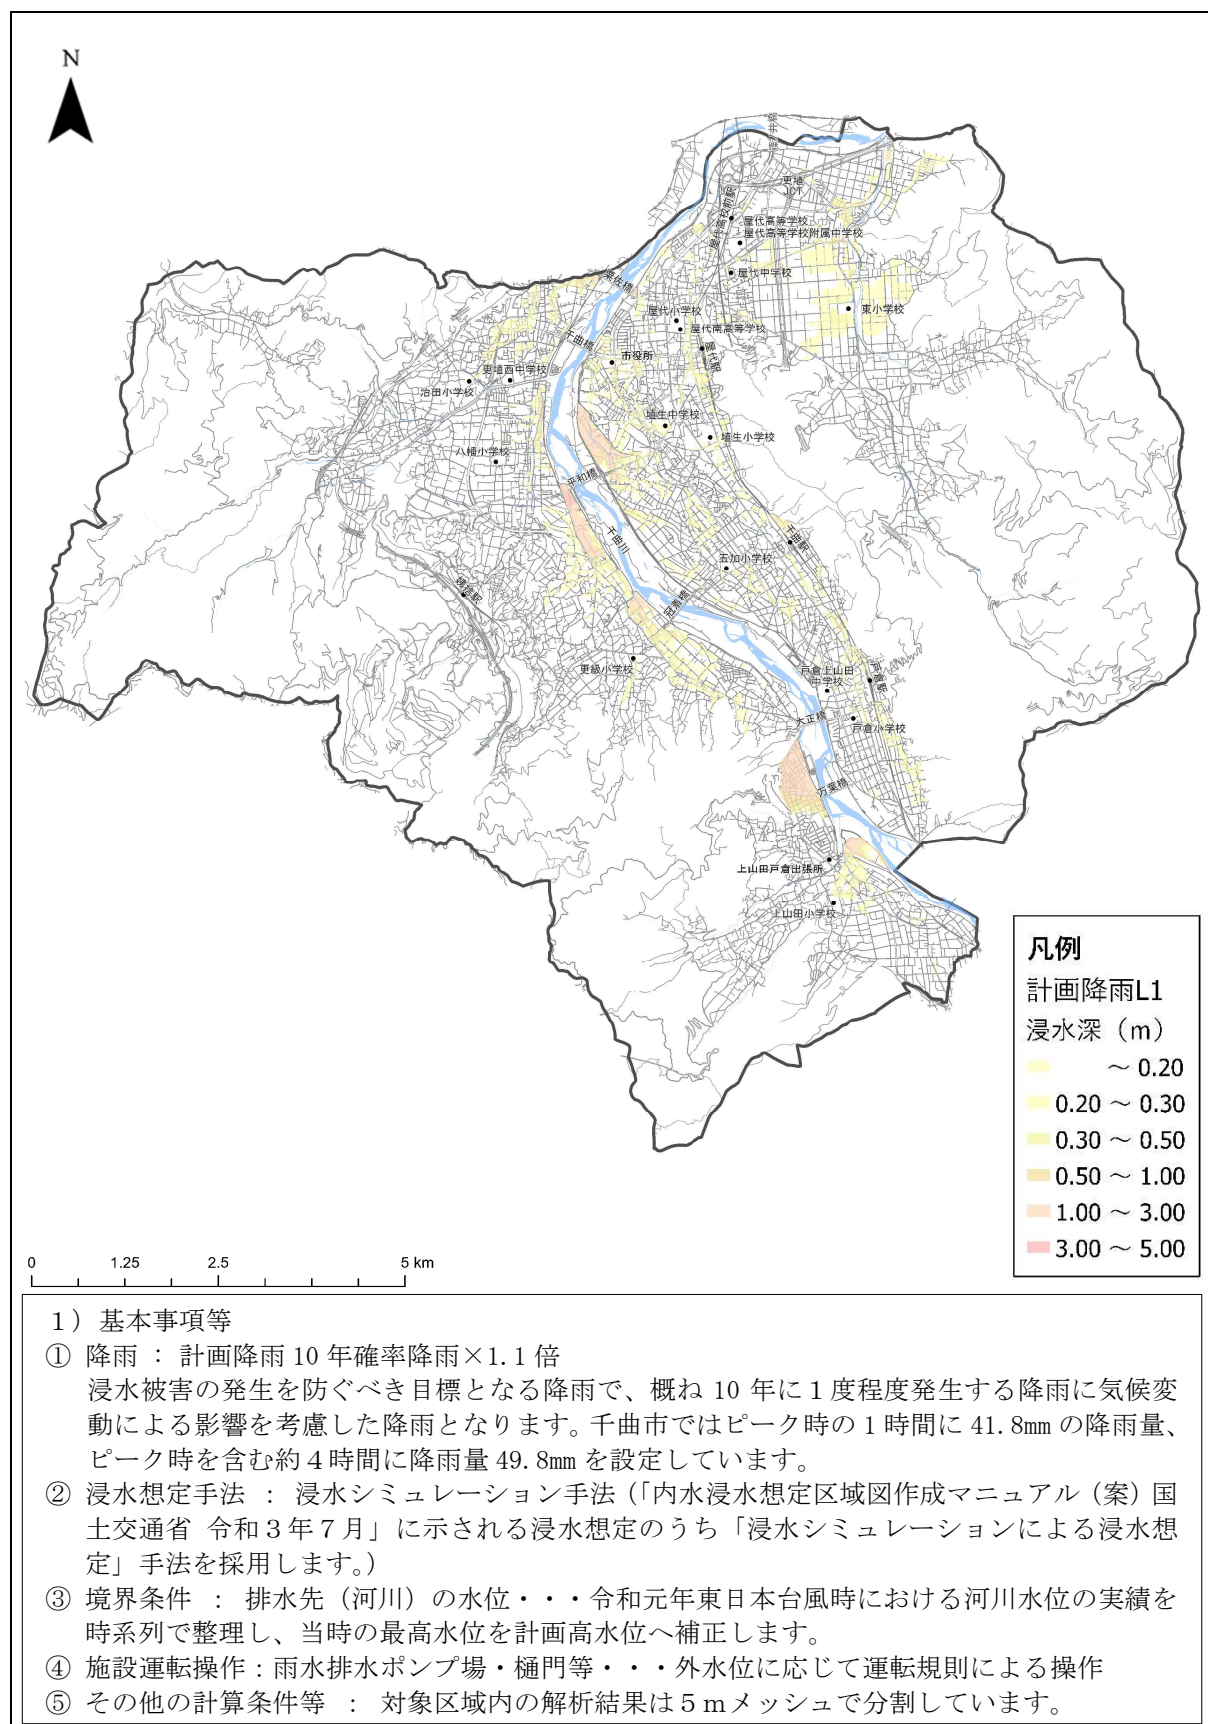 N
篠ノ井橋
更埴
JCT
屋代高校前駅
屋代高等学校
屋代高等学校附属中学校
屋代中学校
粟佐橋
屋代小学校
東小学校
屋代南高等学校
千曲橋
市役所
屋代駅
更埴西中学校
治田小学校
埴生中学校
埴生小学校
八幡小学校
平和橋
千曲川
千曲駅
五加小学校
姨捨駅
冠着橋
更級小学校
戸倉上山田
中学校
戸倉駅
大正橋
戸倉小学校
万葉橋
上山田戸倉出張所
上山田小学校
凡例
計画降雨L1
浸水深（m）
～ 0.20
0.20 ～ 0.30
0.30 ～ 0.50
0.50 ～ 1.00
1.00 ～ 3.00
3.00 ～ 5.00
0 1.25 2.5 5 km
１）基本事項等
① 降雨 ： 計画降雨 10 年確率降雨×1.1 倍
浸水被害の発生を防ぐべき目標となる降雨で、概ね 10 年に１度程度発生する降雨に気候変
動による影響を考慮した降雨となります。千曲市ではピーク時の１時間に 41.8㎜ の降雨量、
ピーク時を含む約４時間に降雨量 49.8㎜ を設定しています。
② 浸水想定手法 ： 浸水シミュレーション手法（「内水浸水想定区域図作成マニュアル（案）国
土交通省 令和３年７月」に示される浸水想定のうち「浸水シミュレーションによる浸水想
定」手法を採用します。）
③ 境界条件 ： 排水先（河川）の水位・・・令和元年東日本台風時における河川水位の実績を
時系列で整理し、当時の最高水位を計画高水位へ補正します。
④ 施設運転操作：雨水排水ポンプ場・樋門等・・・外水位に応じて運転規則による操作
⑤ その他の計算条件等 ： 対象区域内の解析結果は５ｍメッシュで分割しています。